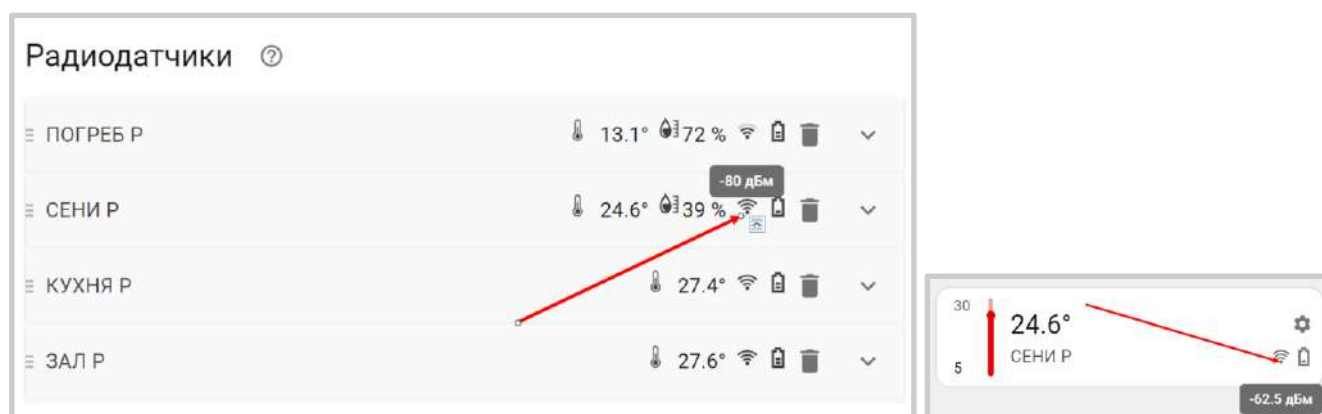 Радиодатчики
ПОГРЕБ Р 13.1° 72 %
-80 дБм
СЕНИ Р 24.6° 39 %
КУХНЯ Р 27.4°
ЗАЛ Р 27.6°
30
24.6°
СЕНИ Р
5
-62.5 дБм